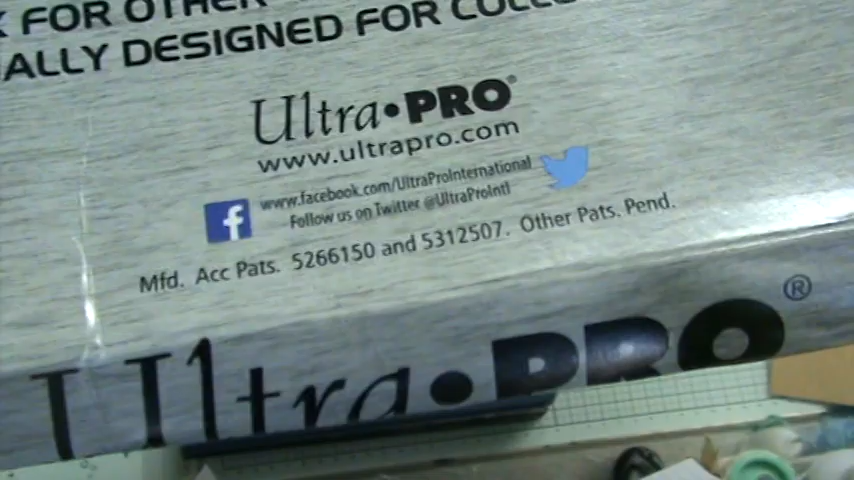 FOR OTHER
ALLY DESIGNED FOR
Ultra•PRO®
www.ultrapro.com
www.facebook.com/UltraProInternational
Follow us on Twitter @UltraProIntl
Mfd. Acc Pats. 5266150 and 5312507. Other Pats. Pend.
Ultra•PRO®